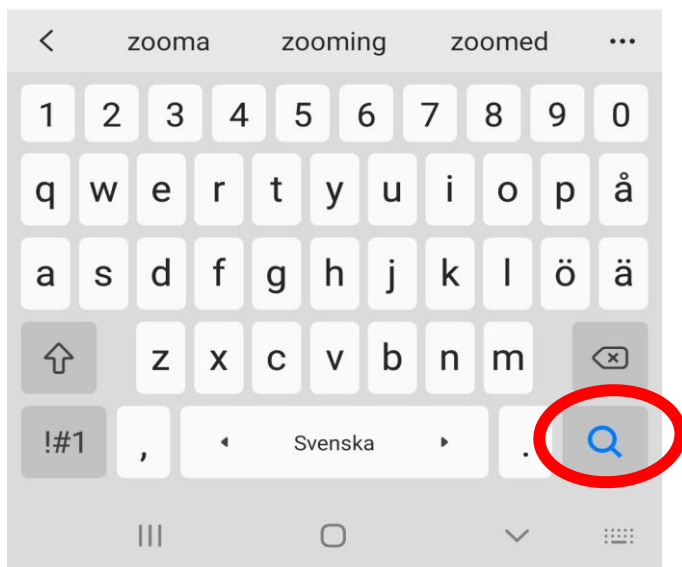 zooma zooming zoomed
1 2 3 4 5 6 7 8 9 0
q w e r t y u i o p å
a s d f g h j k l ö ä
z x c v b n m
!#1 , Svenska .